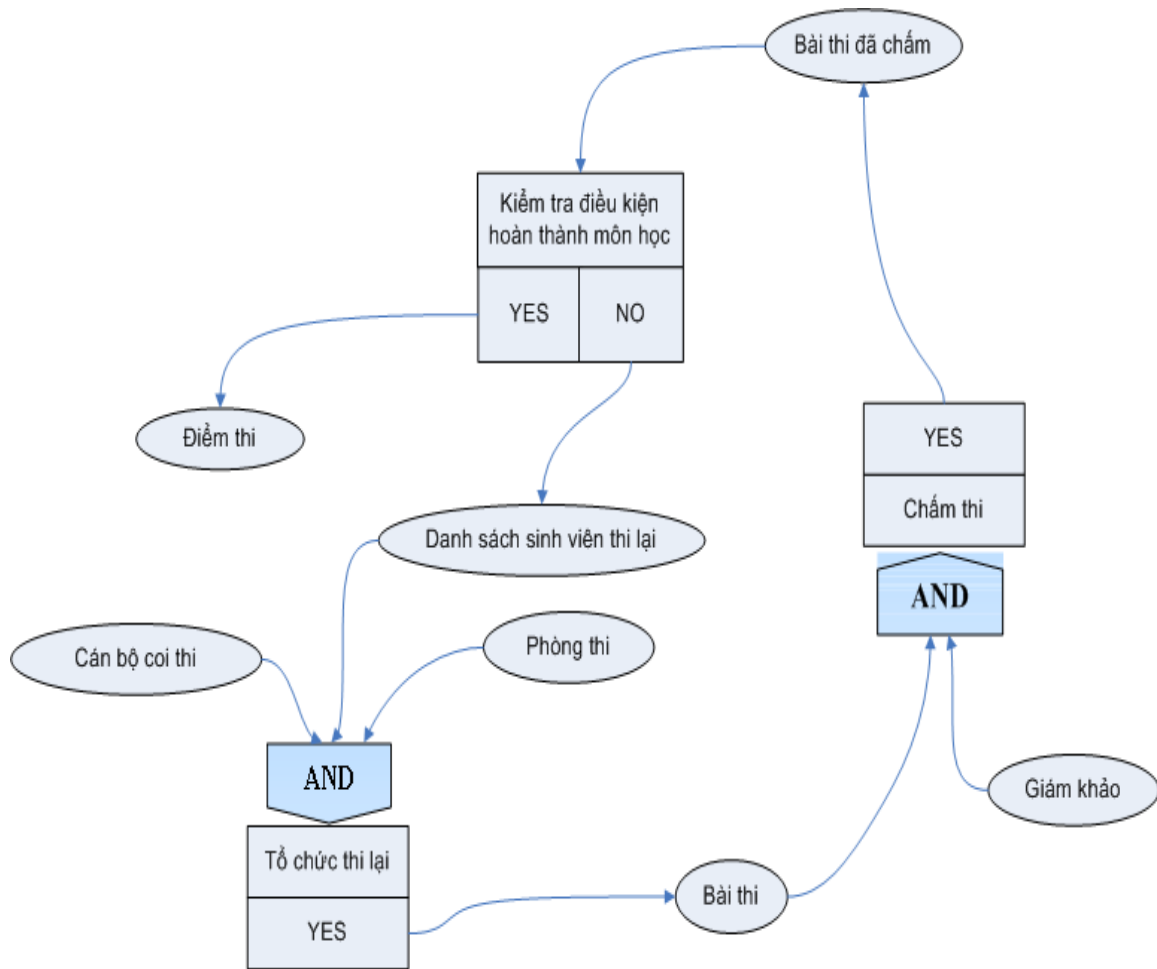 Bài thi đã chấm
Kiểm tra điều kiện
hoàn thành môn học
YES
NO
Điểm thi
YES
Chấm thi
Danh sách sinh viên thi lại
AND
Cán bộ coi thi
Phòng thi
AND
Giám khảo
Tổ chức thi lại
Bài thi
YES